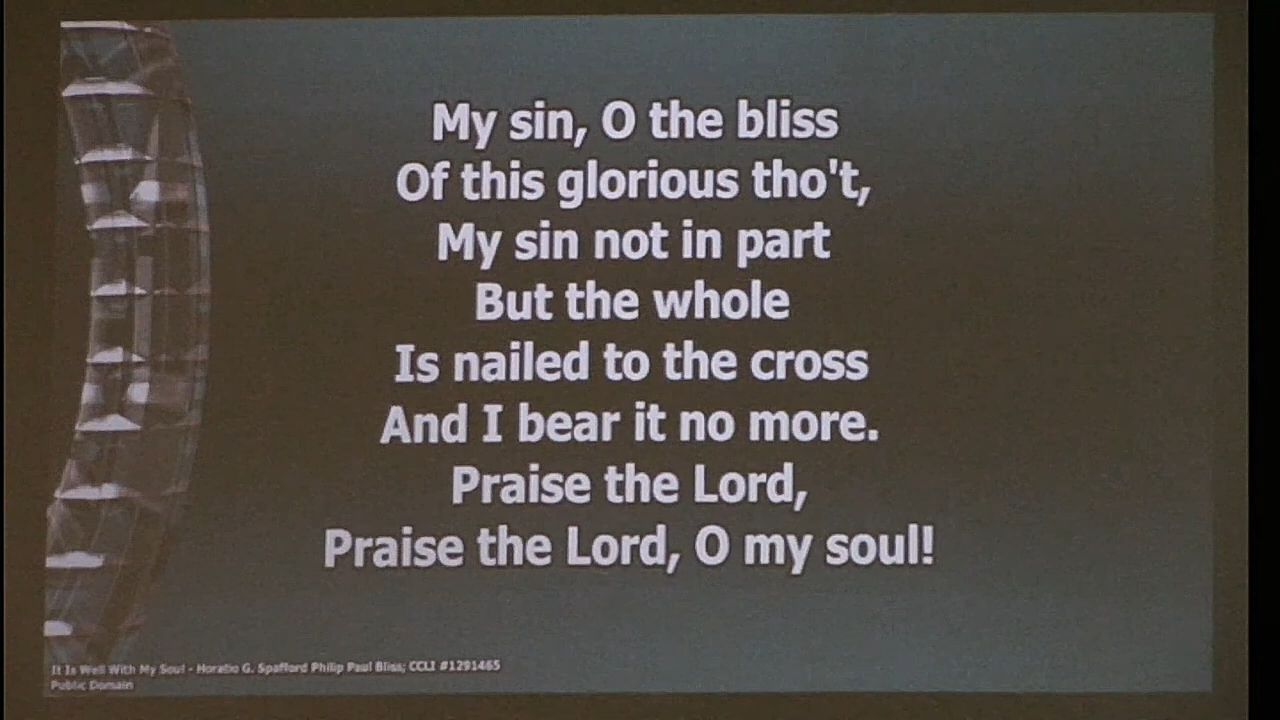 My sin, O the bliss
Of this glorious tho't,
My sin not in part
But the whole
Is nailed to the cross
And I bear it no more.
Praise the Lord,
Praise the Lord, O my soul!
It Is Well With My Soul - Horatio G. Spafford Philip Paul Bliss; CCLI #1291465
Public Domain